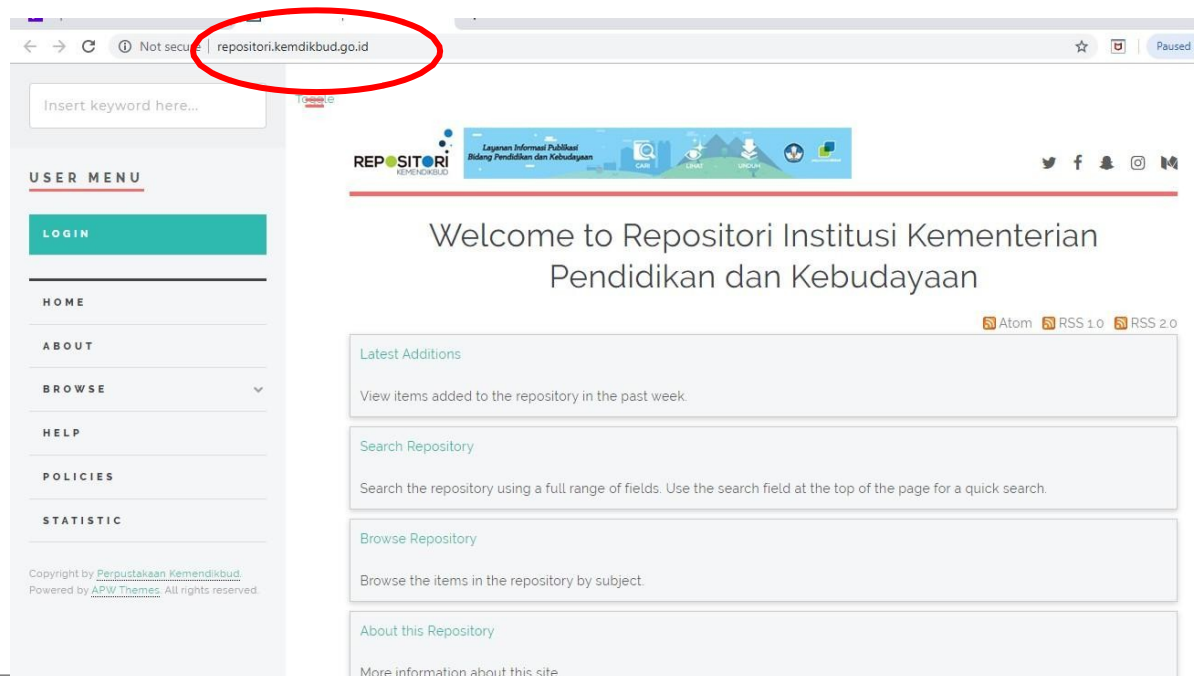 Not secure | repositori.kemdikbud.go.id
Paused
Insert keyword here...
Toggle
REPOSITORI
KEMENDIKBUD
Layanan Informasi Publikasi
Bidang Pendidikan dan Kebudayaan
CARI
LIHAT
UNDUH
USER MENU
LOGIN
HOME
ABOUT
BROWSE
HELP
POLICIES
STATISTIC
Copyright by Perpustakaan Kemendikbud.
Powered by APW Themes. All rights reserved.
Welcome to Repositori Institusi Kementerian
Pendidikan dan Kebudayaan
Atom RSS 1.0 RSS 2.0
Latest Additions
View items added to the repository in the past week.
Search Repository
Search the repository using a full range of fields. Use the search field at the top of the page for a quick search.
Browse Repository
Browse the items in the repository by subject.
About this Repository
More information about this site.